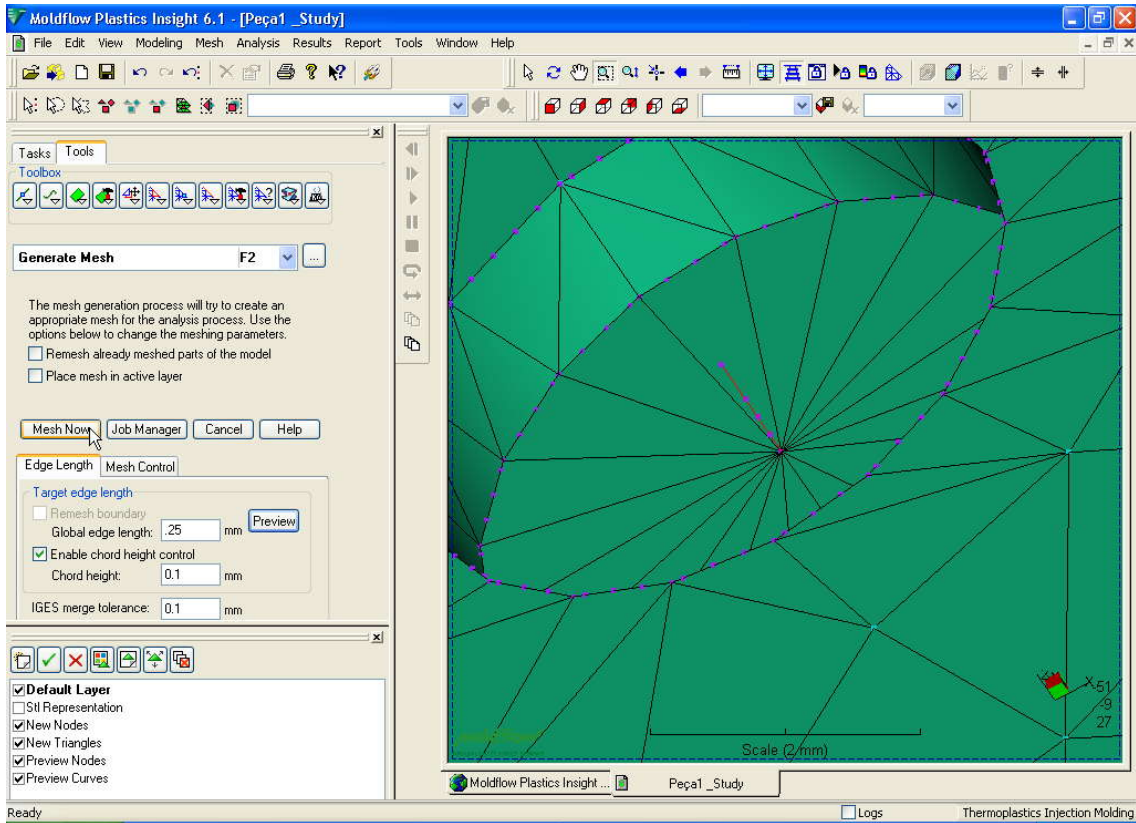 Moldflow Plastics Insight 6.1 - [Peça1 _Study]
File Edit View Modeling Mesh Analysis Results Report Tools Window Help
Tasks Tools
Toolbox
Generate Mesh F2 ...
The mesh generation process will try to create an
appropriate mesh for the analysis process. Use the
options below to change the meshing parameters.
Remesh already meshed parts of the model
Place mesh in active layer
Mesh Now Job Manager Cancel Help
Edge Length Mesh Control
Target edge length
Remesh boundary
Global edge length: .25 mm Preview
Enable chord height control
Chord height: 0.1 mm
IGES merge tolerance: 0.1 mm
Default Layer
Stl Representation
New Nodes
New Triangles
Preview Nodes
Preview Curves
X
-51
-9
27
Scale (2 mm)
Moldflow Plastics Insight ... Peça1 _Study
Ready Logs Thermoplastics Injection Molding